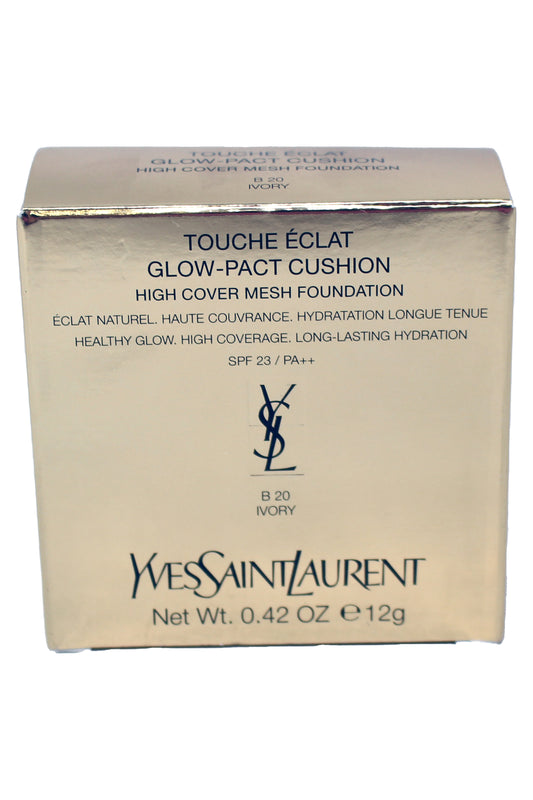 TOUCHE ÉCLAT
GLOW-PACT CUSHION
HIGH COVER MESH FOUNDATION
B 20
IVORY
TOUCHE ÉCLAT
GLOW-PACT CUSHION
HIGH COVER MESH FOUNDATION
ÉCLAT NATUREL. HAUTE COUVRANCE. HYDRATATION LONGUE TENUE
HEALTHY GLOW. HIGH COVERAGE. LONG-LASTING HYDRATION
SPF 23 / PA++
YSL
B 20
IVORY
YVESSAINTLAURENT
Net Wt. 0.42 OZ ℮12g